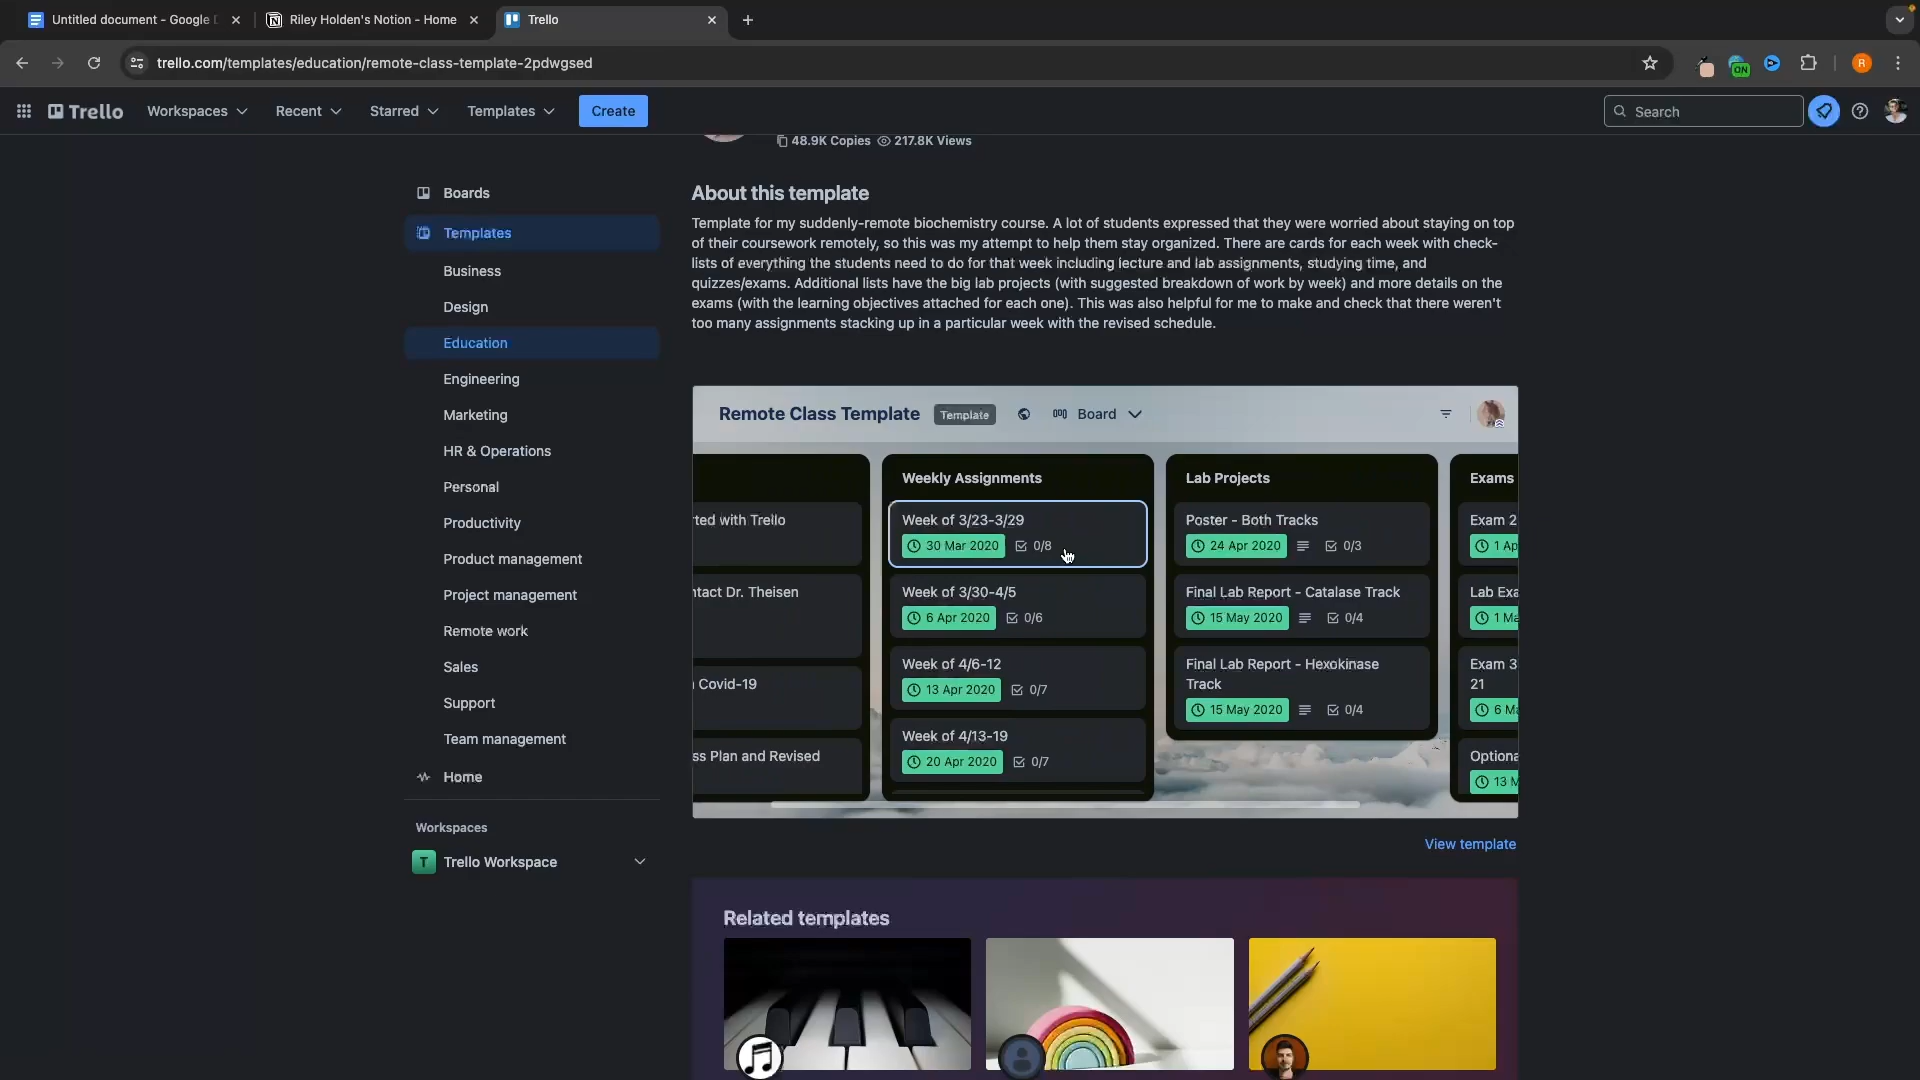 Untitled document - Google
Riley Holden's Notion - Home
Trello
trello.com/templates/education/remote-class-template-2pdwgsed
ON
R
Trello
Workspaces
Recent
Starred
Templates
Create
Search
48.9K Copies 217.8K Views
Boards
Templates
Business
Design
Education
Engineering
Marketing
HR & Operations
Personal
Productivity
Product management
Project management
Remote work
Sales
Support
Team management
Home
Workspaces
T Trello Workspace
About this template
Template for my suddenly-remote biochemistry course. A lot of students expressed that they were worried about staying on top
of their coursework remotely, so this was my attempt to help them stay organized. There are cards for each week with check-
lists of everything the students need to do for that week including lecture and lab assignments, studying time, and
quizzes/exams. Additional lists have the big lab projects (with suggested breakdown of work by week) and more details on the
exams (with the learning objectives attached for each one). This was also helpful for me to make and check that there weren't
too many assignments stacking up in a particular week with the revised schedule.
Remote Class Template
Template
Board
rted with Trello
ntact Dr. Theisen
Covid-19
ss Plan and Revised
Weekly Assignments
Week of 3/23-3/29
30 Mar 2020 0/8
Week of 3/30-4/5
6 Apr 2020 0/6
Week of 4/6-12
13 Apr 2020 0/7
Week of 4/13-19
20 Apr 2020 0/7
Lab Projects
Poster - Both Tracks
24 Apr 2020 0/3
Final Lab Report - Catalase Track
15 May 2020 0/4
Final Lab Report - Hexokinase
Track
15 May 2020 0/4
Exams
Exam 2
1 Ap
Lab Exa
1 Ma
Exam 3
21
6 Ma
Optiona
13 M
View template
Related templates